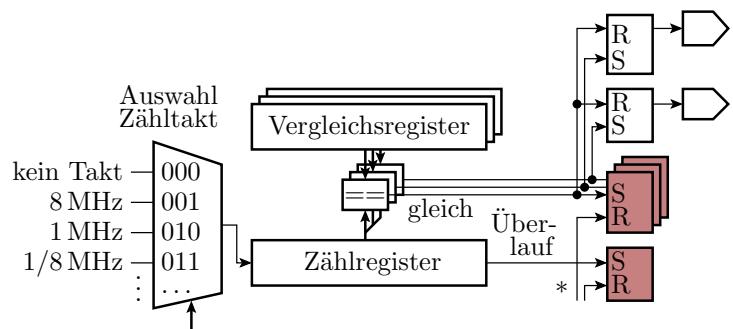 Auswahl
Zähltakt
kein Takt
000
8 MHz
001
1 MHz
010
1/8 MHz
011
⋮
⋮ . . .
Vergleichsregister
==
gleich
Zählregister
Über-
lauf
*
R
S
R
S
S
R
S
R